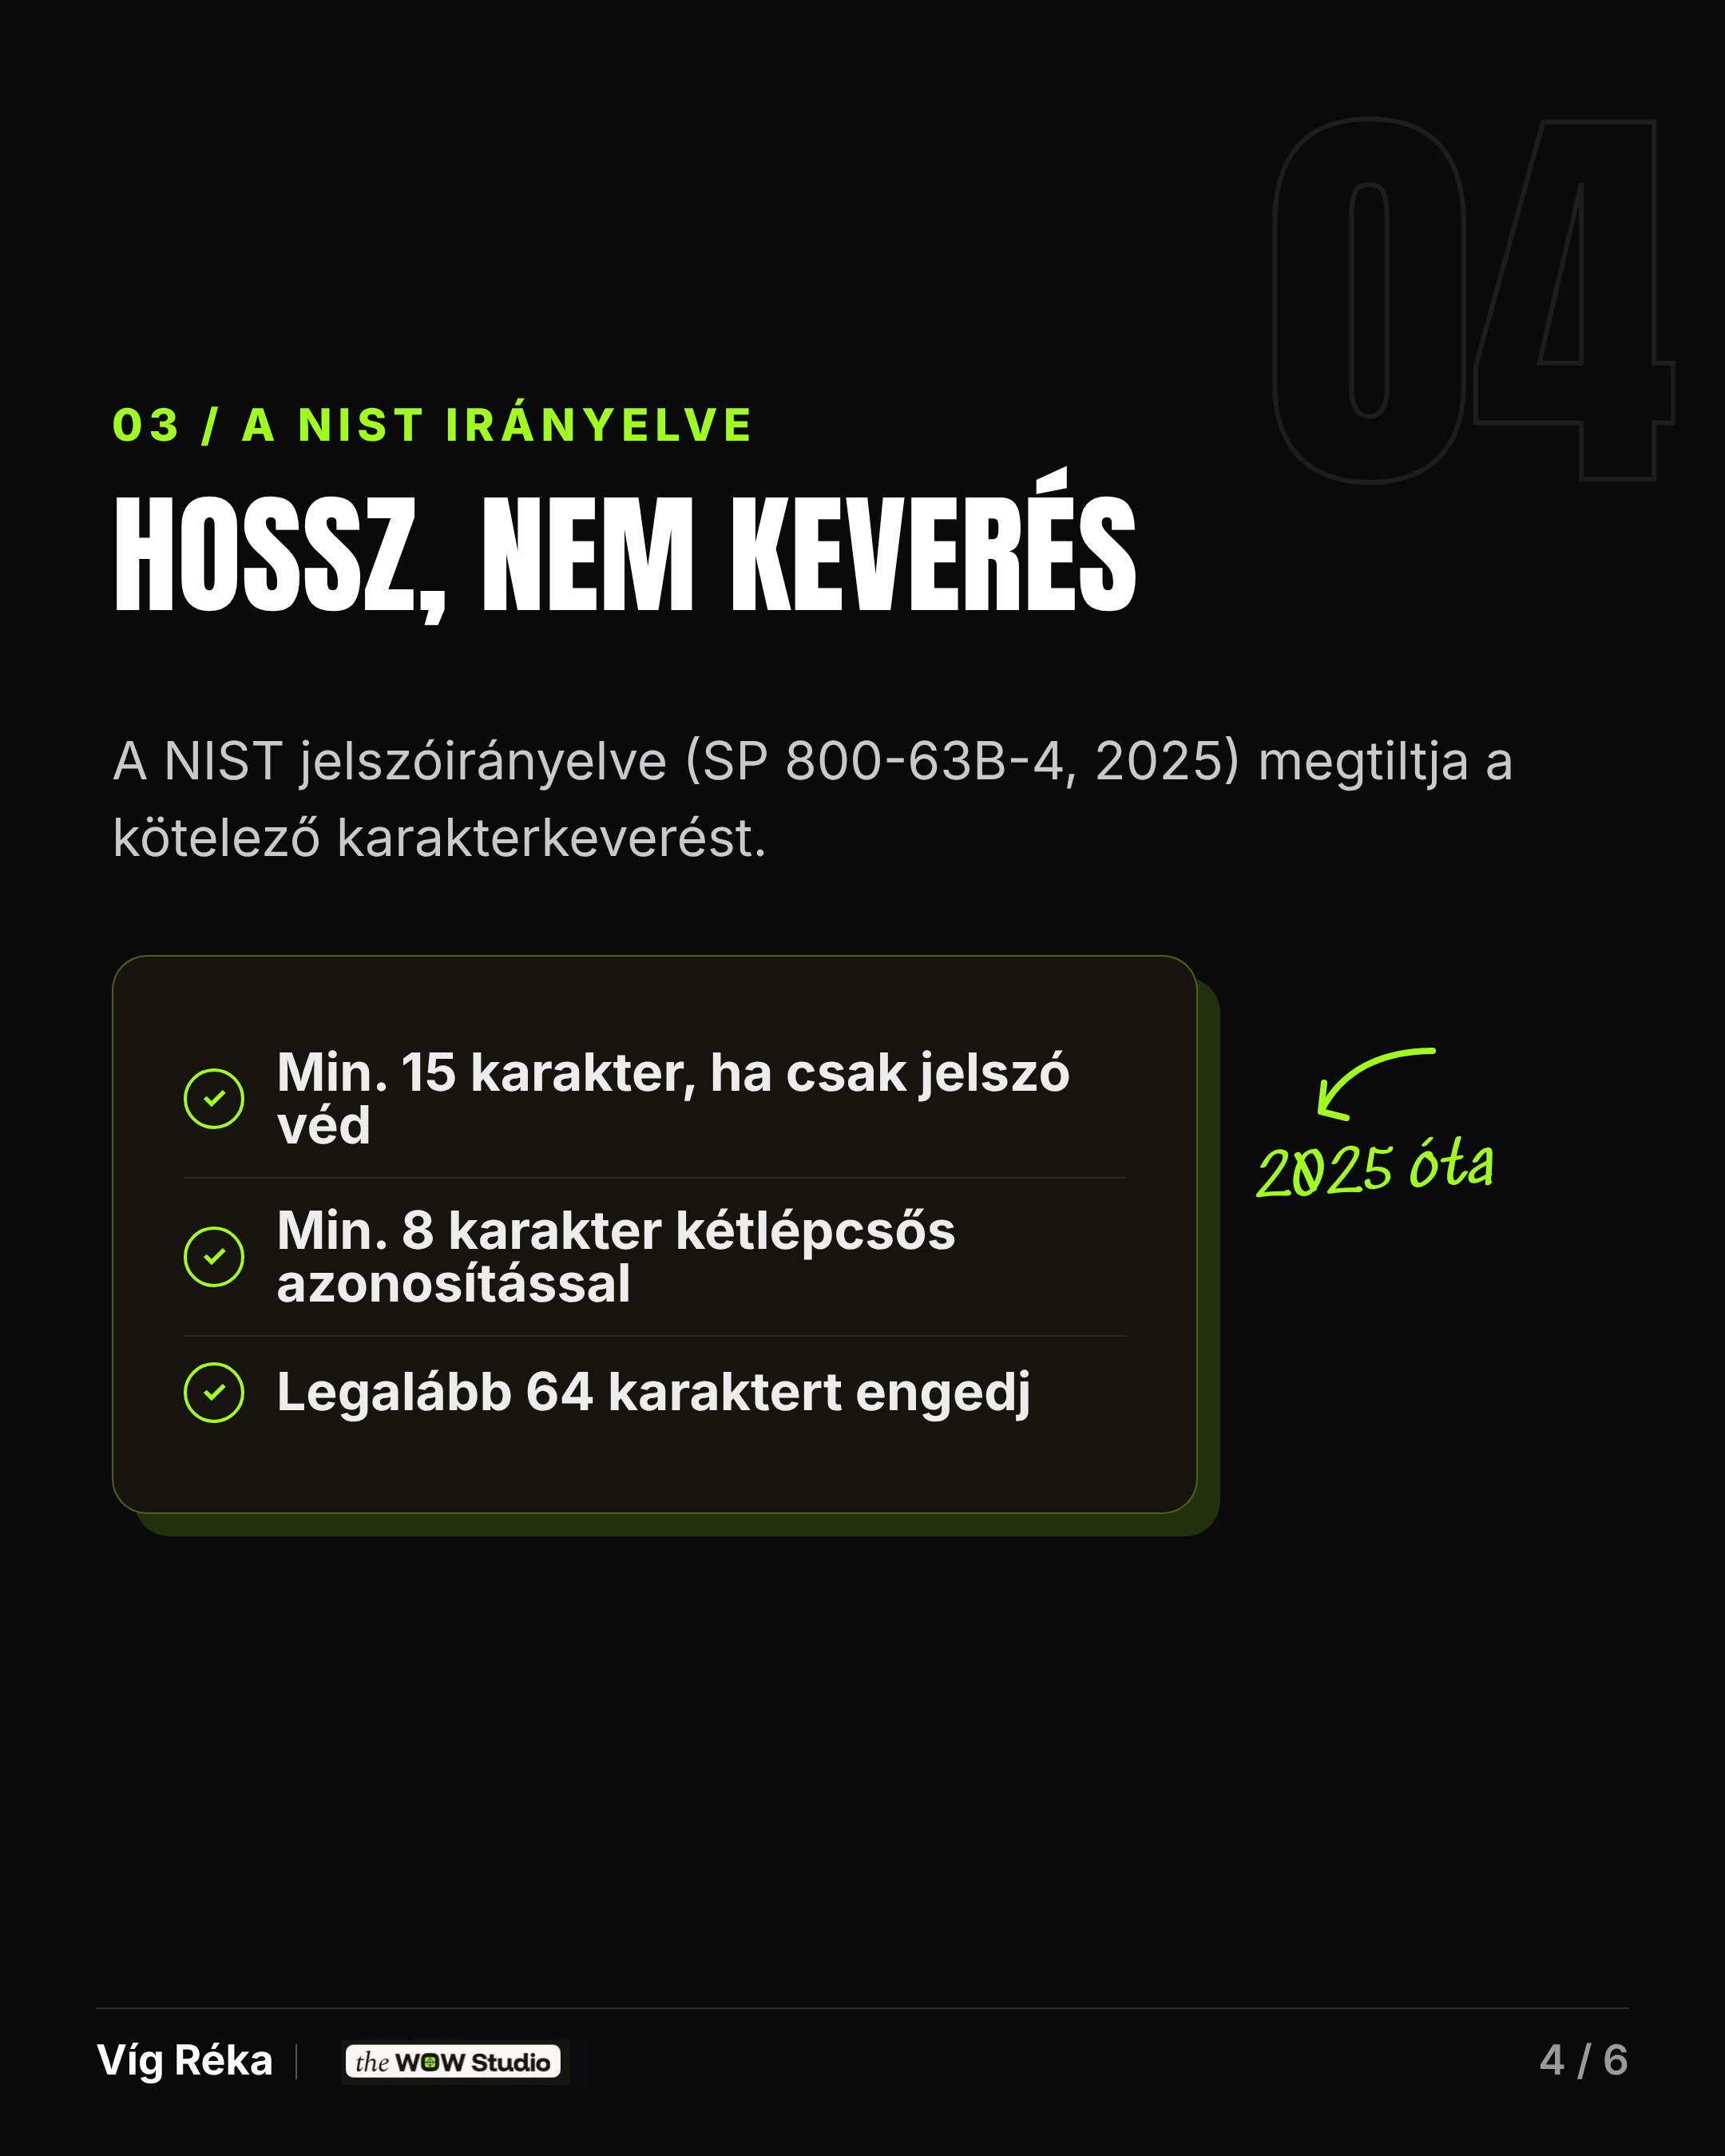 04
03 / A NIST IRÁNYELVE
HOSSZ, NEM KEVERÉS
A NIST jelszóirányelve (SP 800-63B-4, 2025) megtiltja a
kötelező karakterkeverést.
Min. 15 karakter, ha csak jelszó
véd
2025 óta
Min. 8 karakter kétlépcsős
azonosítással
Legalább 64 karaktert engedj
Víg Réka
the WOW Studio
4 / 6